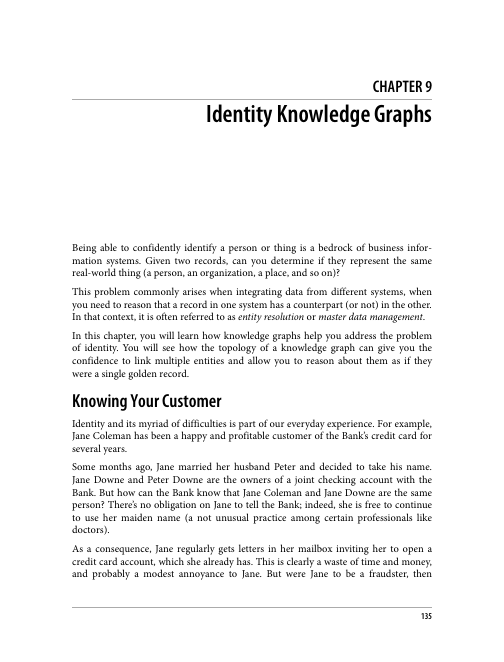 CHAPTER 9
Identity Knowledge Graphs
Being able to confidently identify a person or thing is a bedrock of business infor-
mation systems. Given two records, can you determine if they represent the same
real-world thing (a person, an organization, a place, and so on)?
This problem commonly arises when integrating data from different systems, when
you need to reason that a record in one system has a counterpart (or not) in the other.
In that context, it is often referred to as entity resolution or master data management.
In this chapter, you will learn how knowledge graphs help you address the problem
of identity. You will see how the topology of a knowledge graph can give you the
confidence to link multiple entities and allow you to reason about them as if they
were a single golden record.
Knowing Your Customer
Identity and its myriad of difficulties is part of our everyday experience. For example,
Jane Coleman has been a happy and profitable customer of the Bank's credit card for
several years.
Some months ago, Jane married her husband Peter and decided to take his name.
Jane Downe and Peter Downe are the owners of a joint checking account with the
Bank. But how can the Bank know that Jane Coleman and Jane Downe are the same
person? There's no obligation on Jane to tell the Bank; indeed, she is free to continue
to use her maiden name (a not unusual practice among certain professionals like
doctors).
As a consequence, Jane regularly gets letters in her mailbox inviting her to open a
credit card account, which she already has. This is clearly a waste of time and money,
and probably a modest annoyance to Jane. But were Jane to be a fraudster, then
135